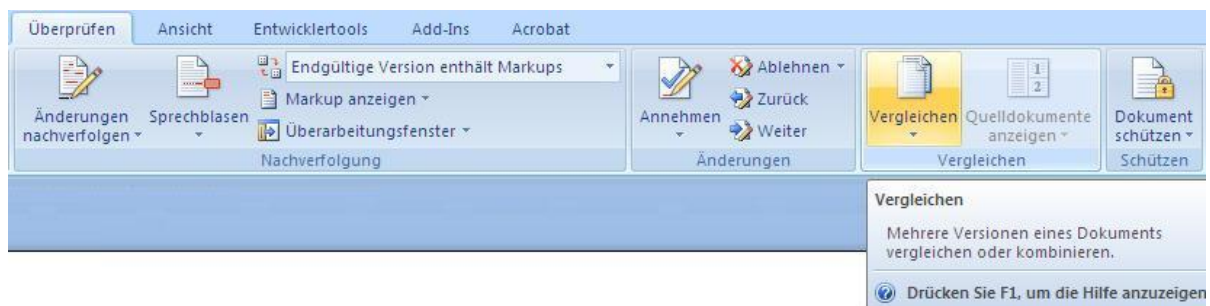 Überprüfen Ansicht Entwicklertools Add-Ins Acrobat
Änderungen nachverfolgen
Sprechblasen
Endgültige Version enthält Markups
Markup anzeigen
Überarbeitungsfenster
Nachverfolgung
Annehmen
Ablehnen
Zurück
Weiter
Änderungen
Vergleichen
1
2
Quelldokumente
anzeigen
Vergleichen
Dokument
schützen
Schützen
Vergleichen
Mehrere Versionen eines Dokuments
vergleichen oder kombinieren.
Drücken Sie F1, um die Hilfe anzuzeigen